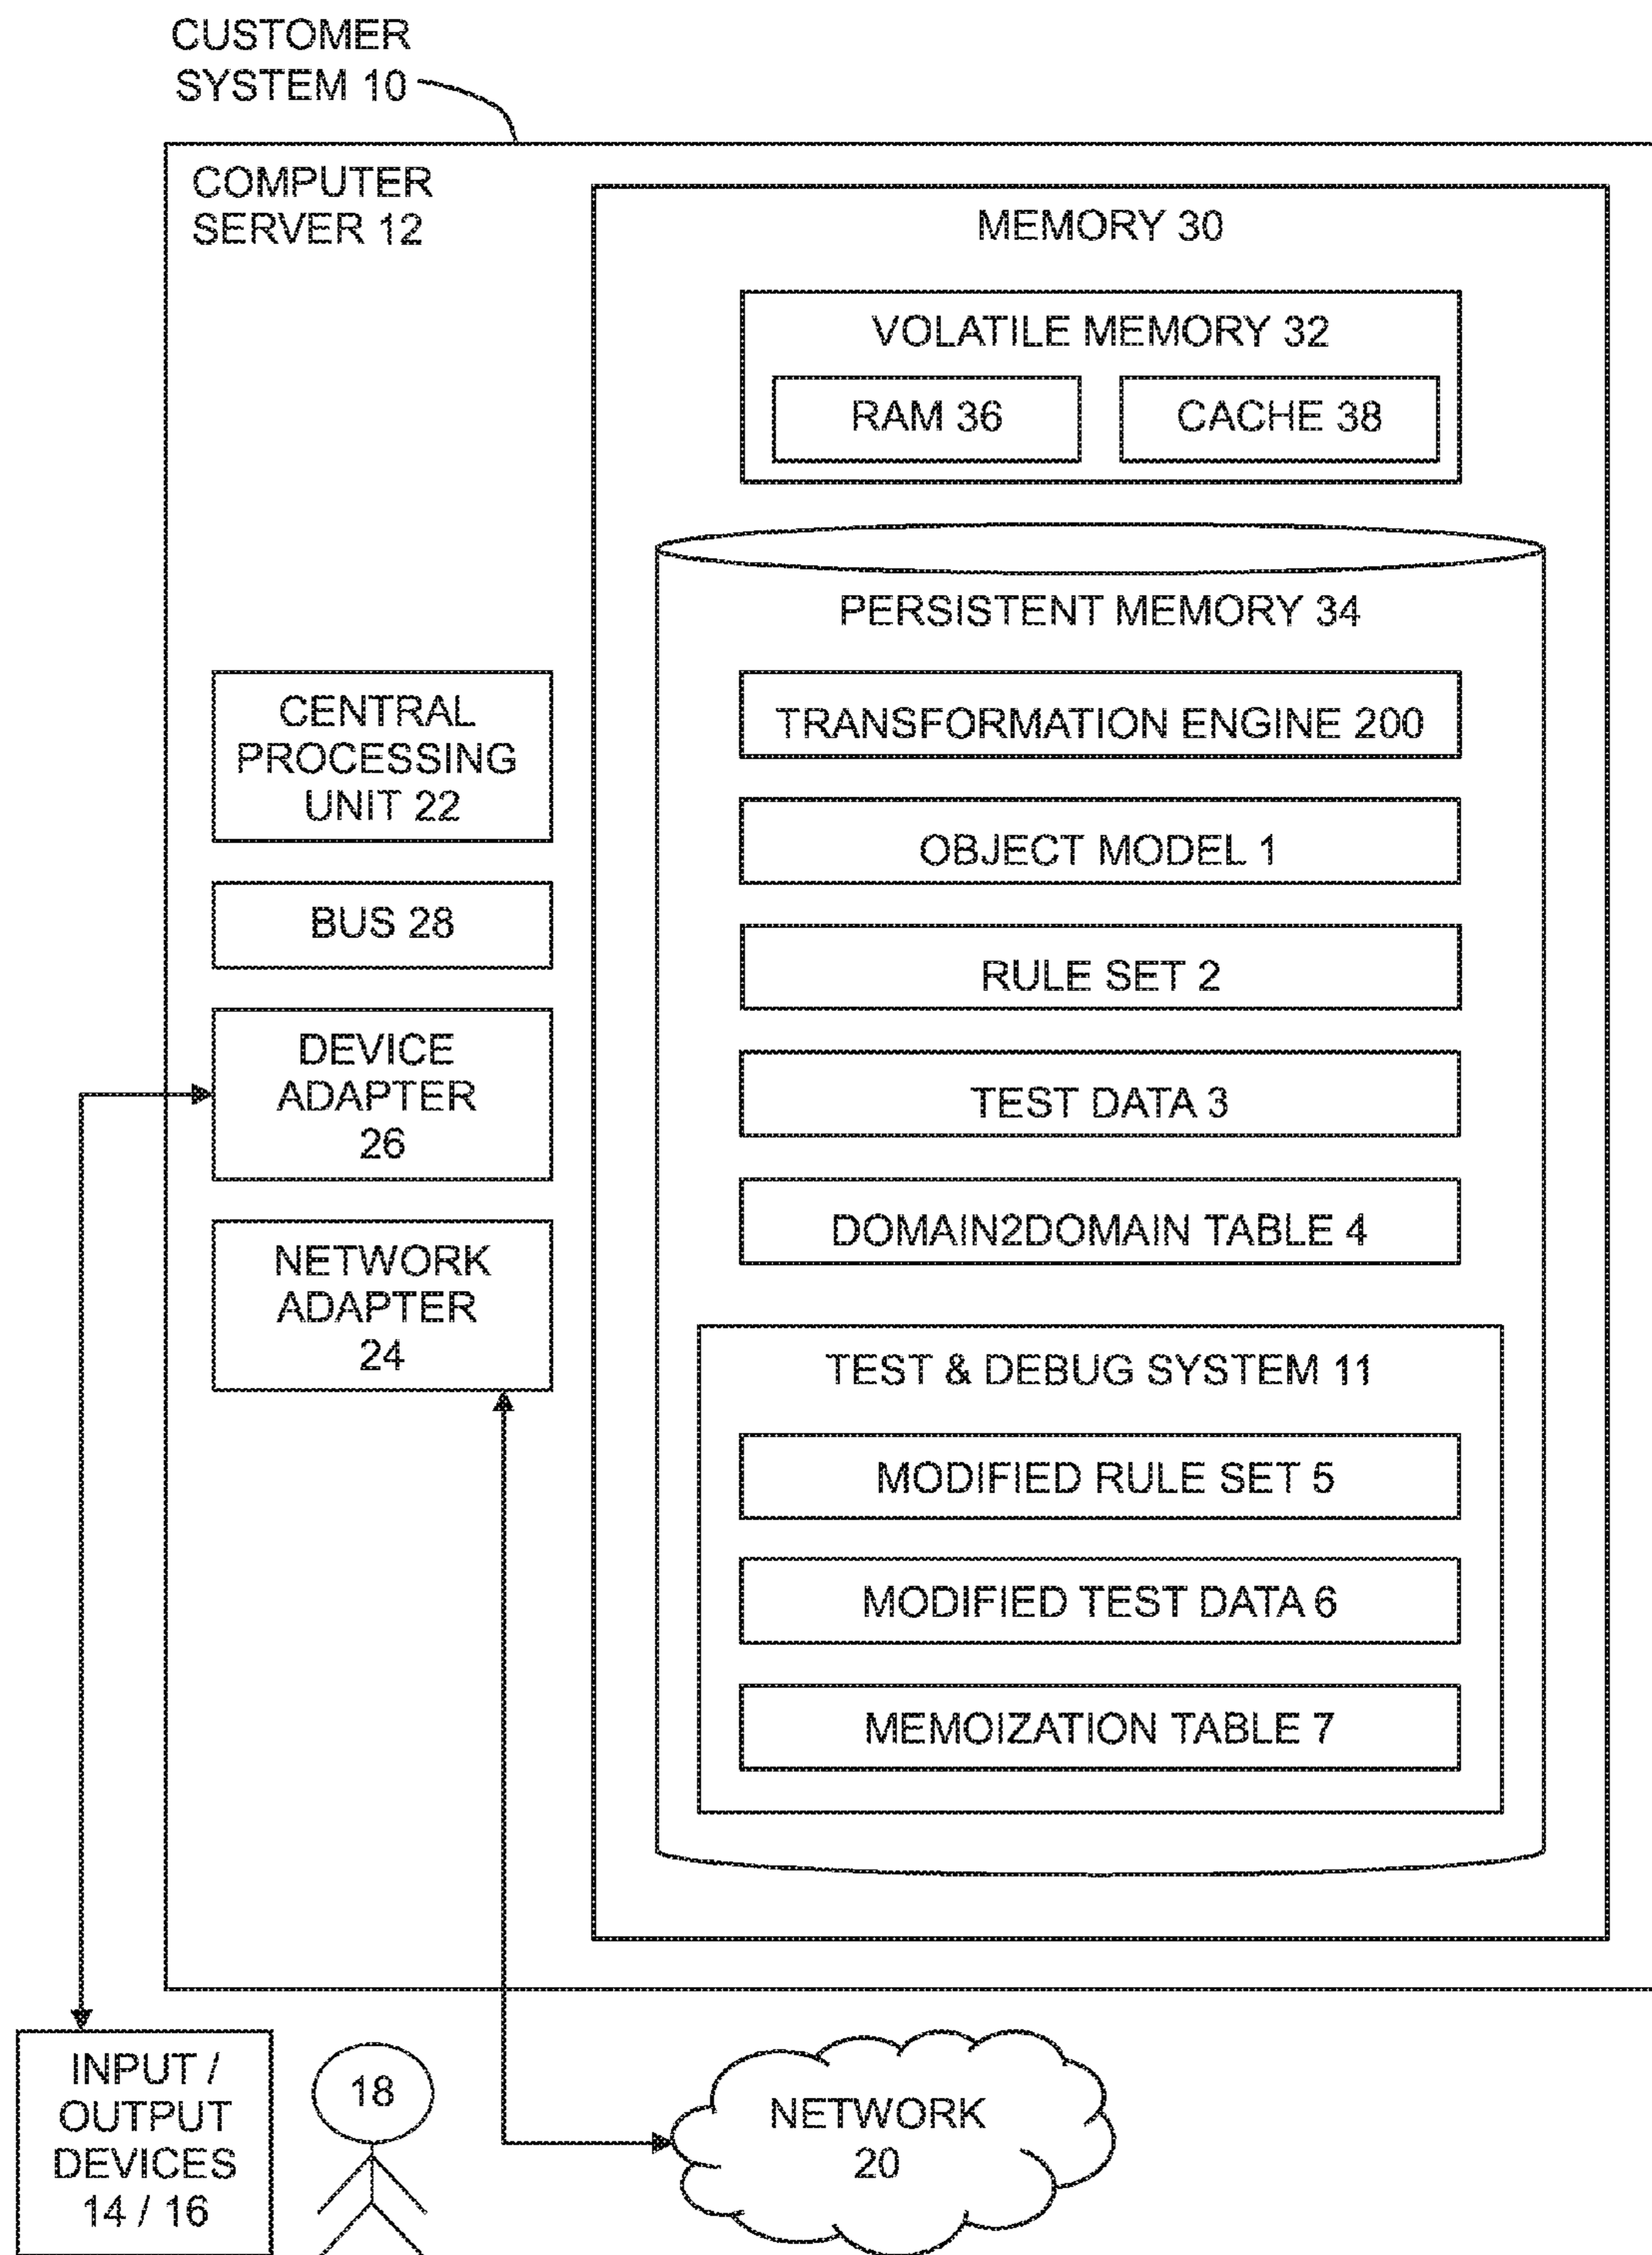 CUSTOMER
SYSTEM 10
COMPUTER
SERVER 12
MEMORY 30
VOLATILE MEMORY 32
RAM 36
CACHE 38
PERSISTENT MEMORY 34
TRANSFORMATION ENGINE 200
OBJECT MODEL 1
RULE SET 2
TEST DATA 3
DOMAIN2DOMAIN TABLE 4
TEST & DEBUG SYSTEM 11
MODIFIED RULE SET 5
MODIFIED TEST DATA 6
MEMOIZATION TABLE 7
CENTRAL
PROCESSING
UNIT 22
BUS 28
DEVICE
ADAPTER
26
NETWORK
ADAPTER
24
INPUT /
OUTPUT
DEVICES
14 / 16
18
NETWORK
20